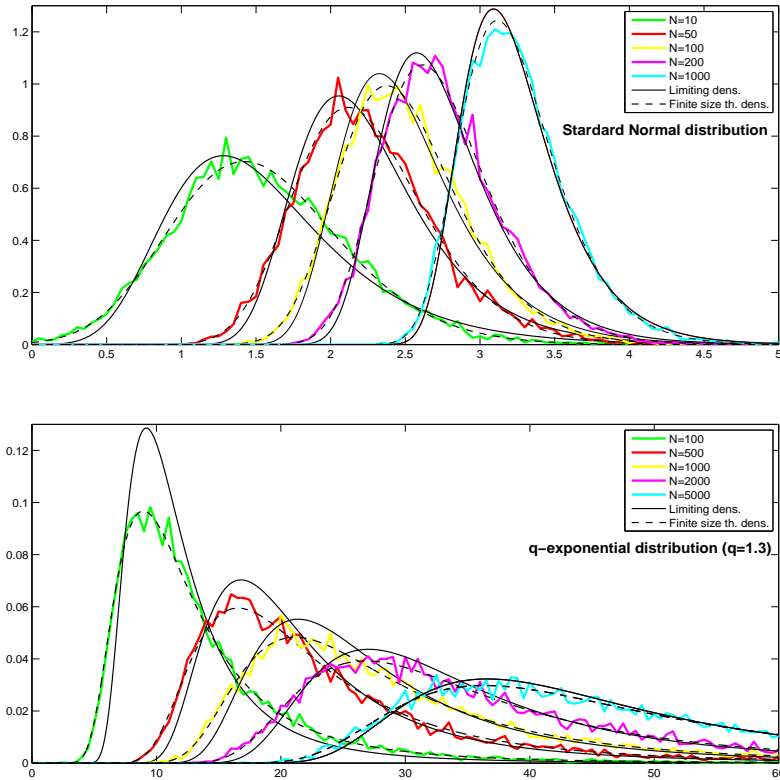 1.2
1
0.8
0.6
0.4
0.2
0
0 0.5 1 1.5 2 2.5 3 3.5 4 4.5 5
N=10
N=50
N=100
N=200
N=1000
Limiting dens.
Finite size th. dens.
Stardard Normal distribution
0.12
0.1
0.08
0.06
0.04
0.02
0
0 10 20 30 40 50
N=100
N=500
N=1000
N=2000
N=5000
Limiting dens.
Finite size th. dens.
q−exponential distribution (q=1.3)